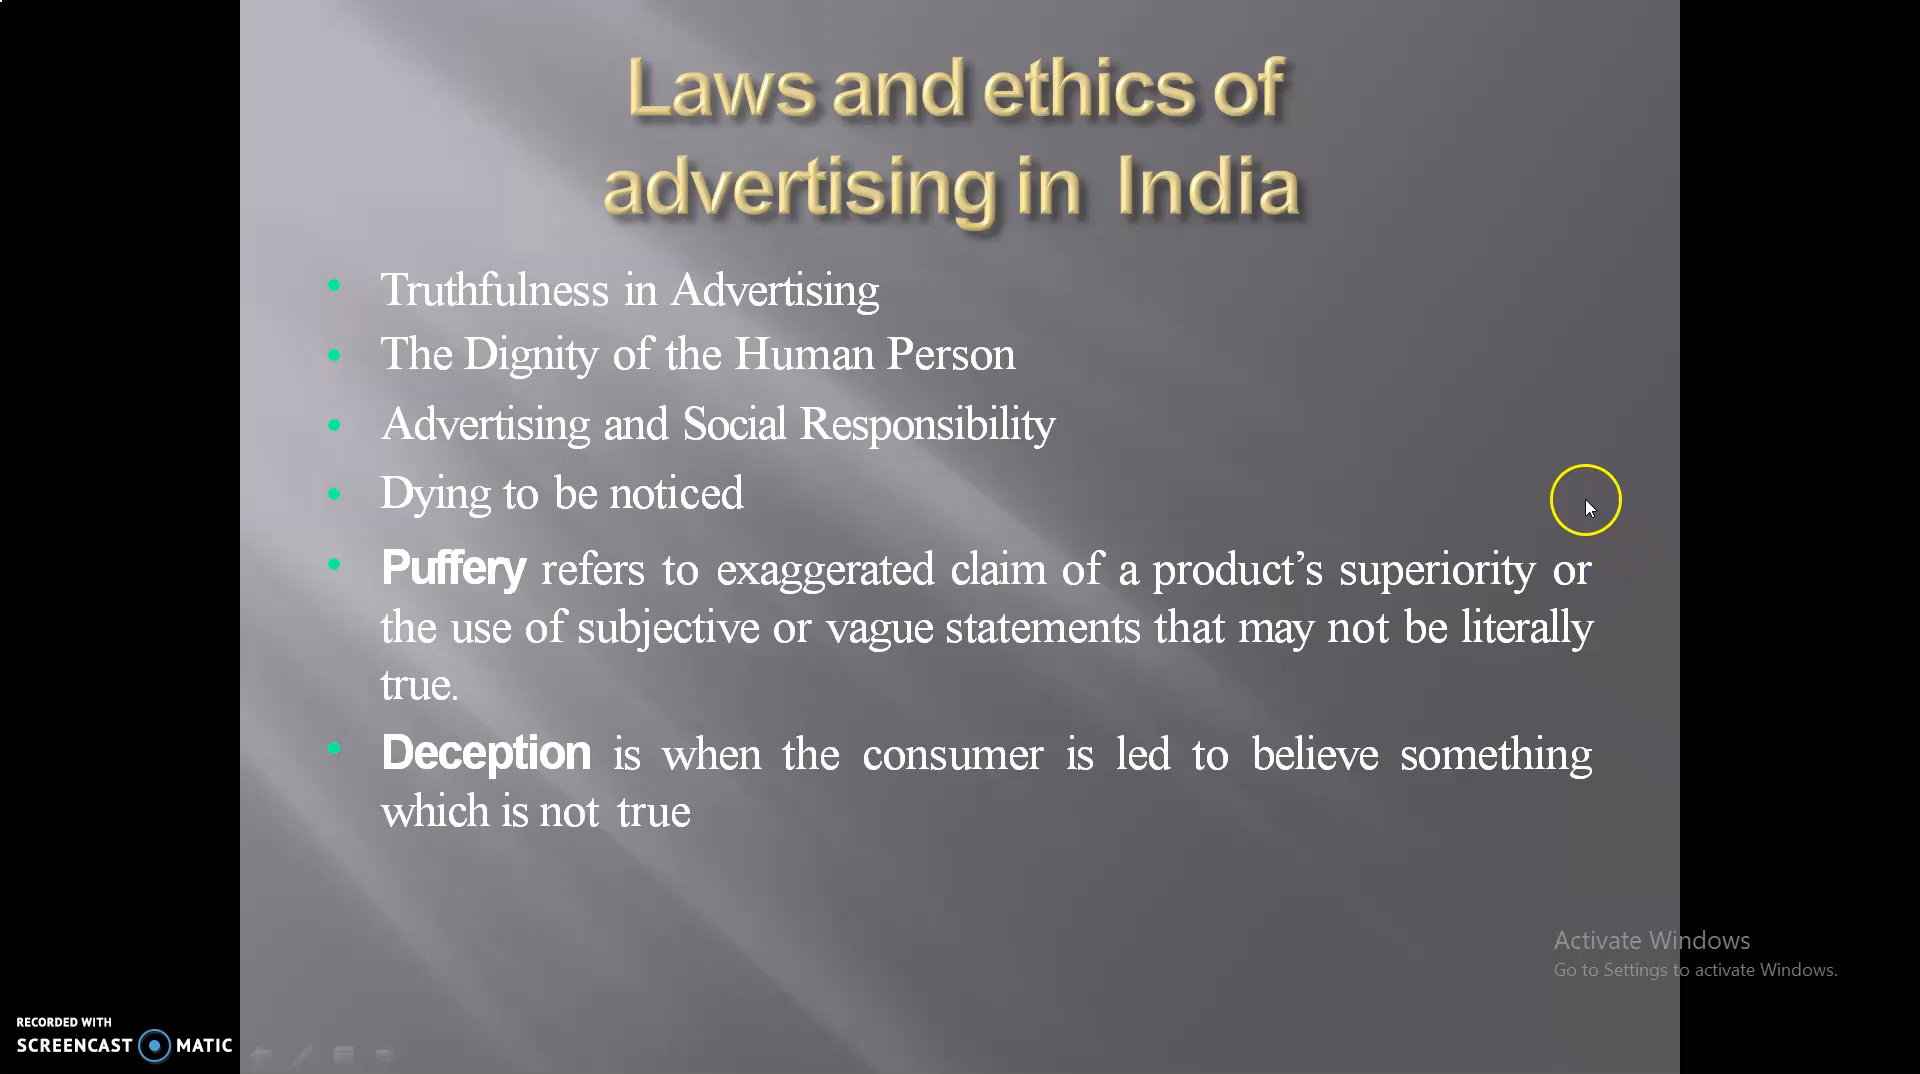 Laws and ethics of
advertising in India
• Truthfulness in Advertising
• The Dignity of the Human Person
• Advertising and Social Responsibility
• Dying to be noticed
• Puffery refers to exaggerated claim of a product’s superiority or
the use of subjective or vague statements that may not be literally
true.
• Deception is when the consumer is led to believe something
which is not true
Activate Windows
Go to Settings to activate Windows.
RECORDED WITH
SCREENCAST MATIC